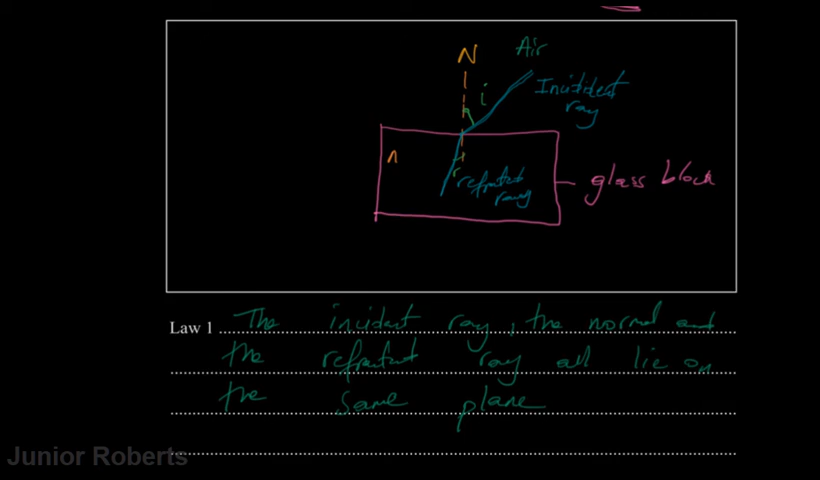 N
Air
i
Incident
ray
n
r
refracted
ray
glass block
Law 1 The incident ray, the normal and
the refracted ray all lie on
the same plane
Junior Roberts